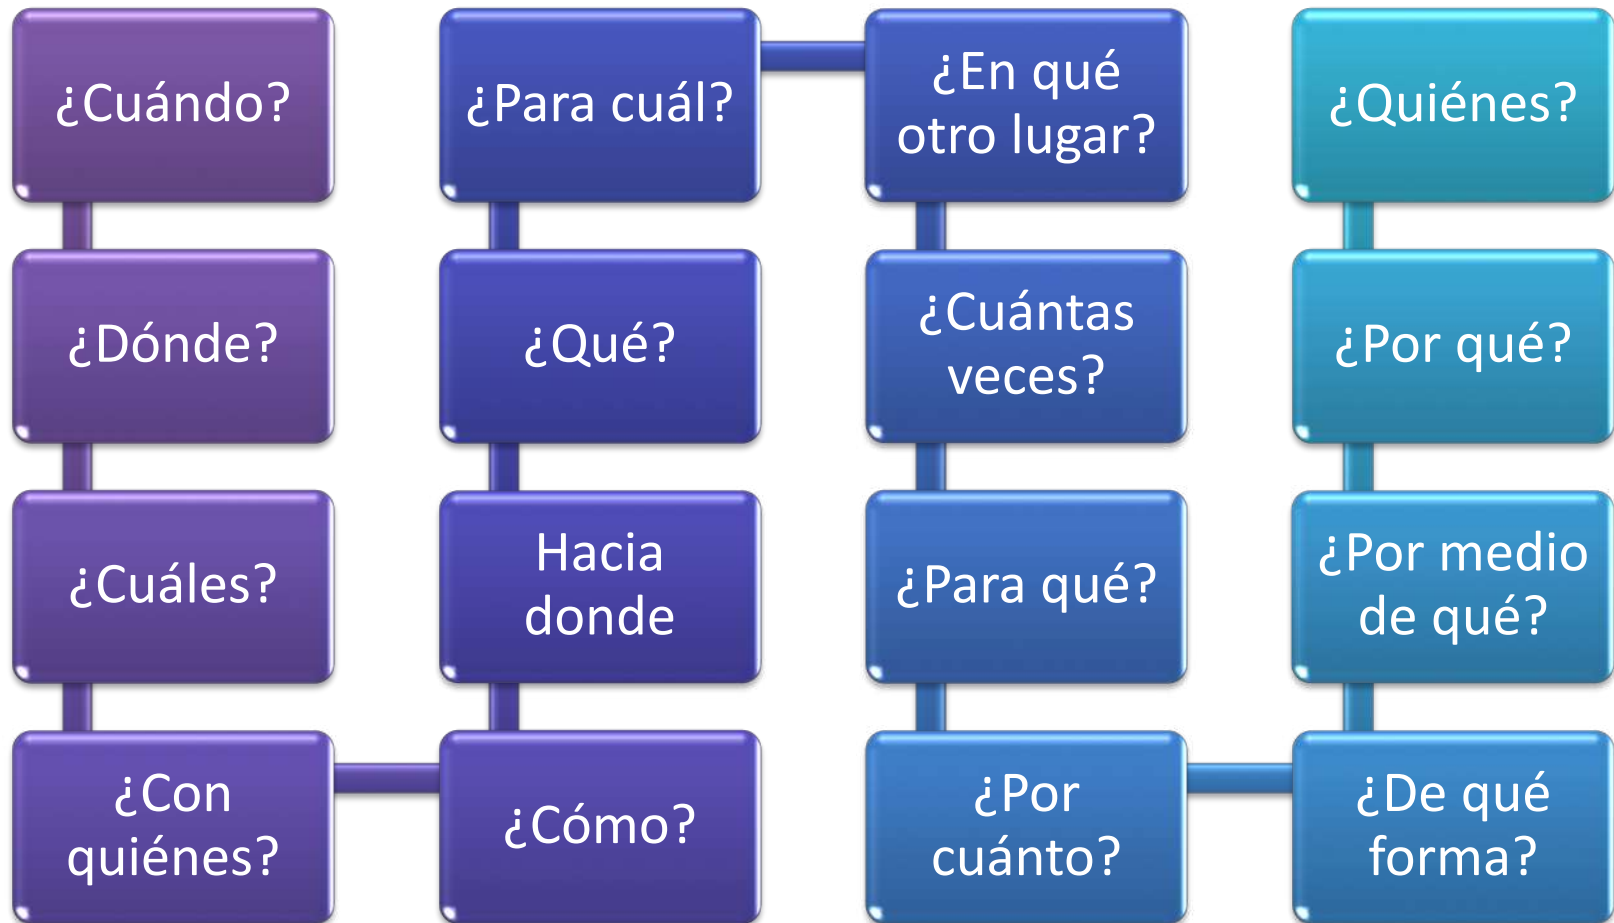 ¿Cuándo?
¿Dónde?
¿Cuáles?
¿Con
quiénes?
¿Cómo?
Hacia
donde
¿Qué?
¿Para cuál?
¿En qué
otro lugar?
¿Cuántas
veces?
¿Para qué?
¿Por
cuánto?
¿De qué
forma?
¿Por medio
de qué?
¿Por qué?
¿Quiénes?